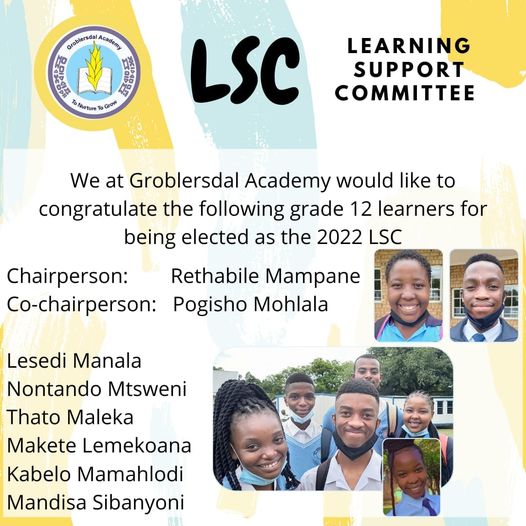 Groblersdal Academy
To Nurture To Grow
LSC
LEARNING
SUPPORT
COMMITTEE
We at Groblersdal Academy would like to
congratulate the following grade 12 learners for
being elected as the 2022 LSC
Chairperson: Rethabile Mampane
Co-chairperson: Pogisho Mohlala
Lesedi Manala
Nontando Mtsweni
Thato Maleka
Makete Lemekoana
Kabelo Mamahlodi
Mandisa Sibanyoni